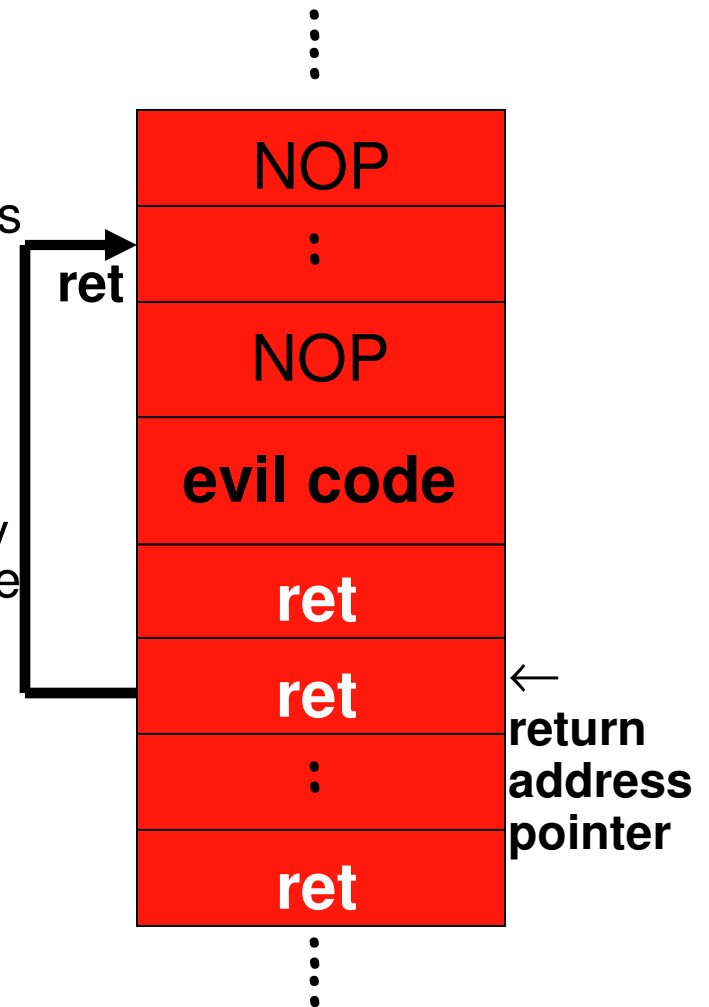 NOP
s
:
ret
NOP
evil code
y
e
ret
ret
←
return
address
pointer
:
ret